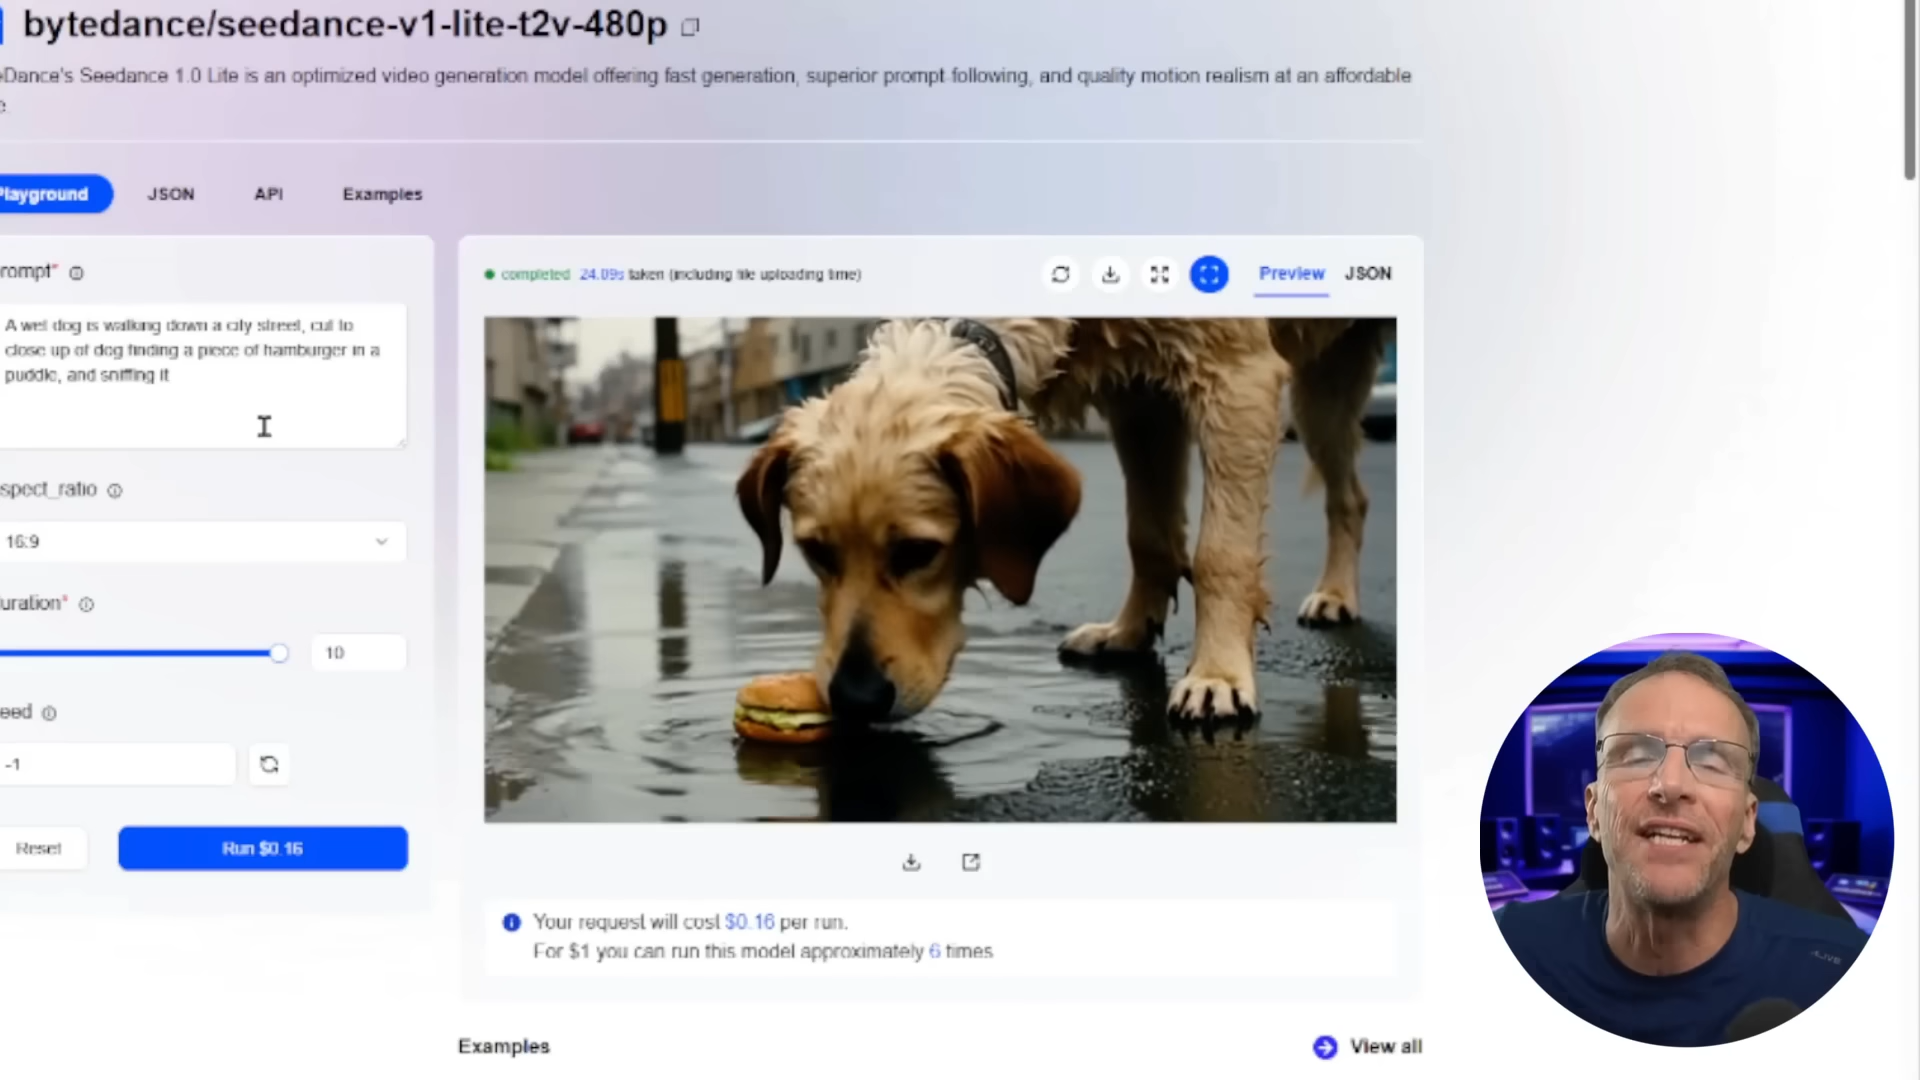 bytedance/seedance-v1-lite-t2v-480p
eDance's Seedance 1.0 Lite is an optimized video generation model offering fast generation, superior prompt following, and quality motion realism at an affordable
e.
Playground JSON API Examples
rompt* 
A wet dog is walking down a city street, cut to
close up of dog finding a piece of hamburger in a
puddle, and sniffing it
spect_ratio
16:9
duration*
10
eed
-1
Reset Run $0.16
completed 24.09s taken (including file uploading time) Preview JSON
Your request will cost $0.16 per run.
For $1 you can run this model approximately 6 times
Examples View all